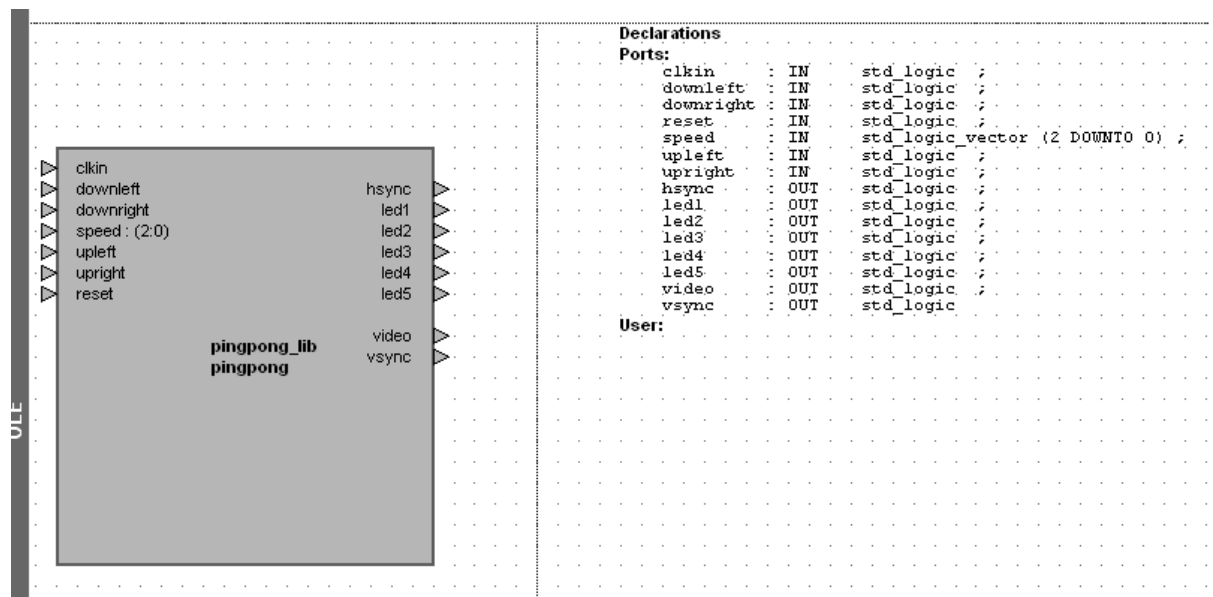 Declarations
Ports:
clkin : IN std_logic ;
downleft : IN std_logic ;
downright : IN std_logic ;
reset : IN std_logic ;
speed : IN std_logic_vector (2 DOWNTO 0) ;
upleft : IN std_logic ;
upright : IN std_logic ;
hsync : OUT std_logic ;
led1 : OUT std_logic ;
led2 : OUT std_logic ;
led3 : OUT std_logic ;
led4 : OUT std_logic ;
led5 : OUT std_logic ;
video : OUT std_logic ;
vsync : OUT std_logic
User:
clkin
downleft
downright
speed : (2:0)
upleft
upright
reset
hsync
led1
led2
led3
led4
led5
video
vsync
pingpong_lib
pingpong